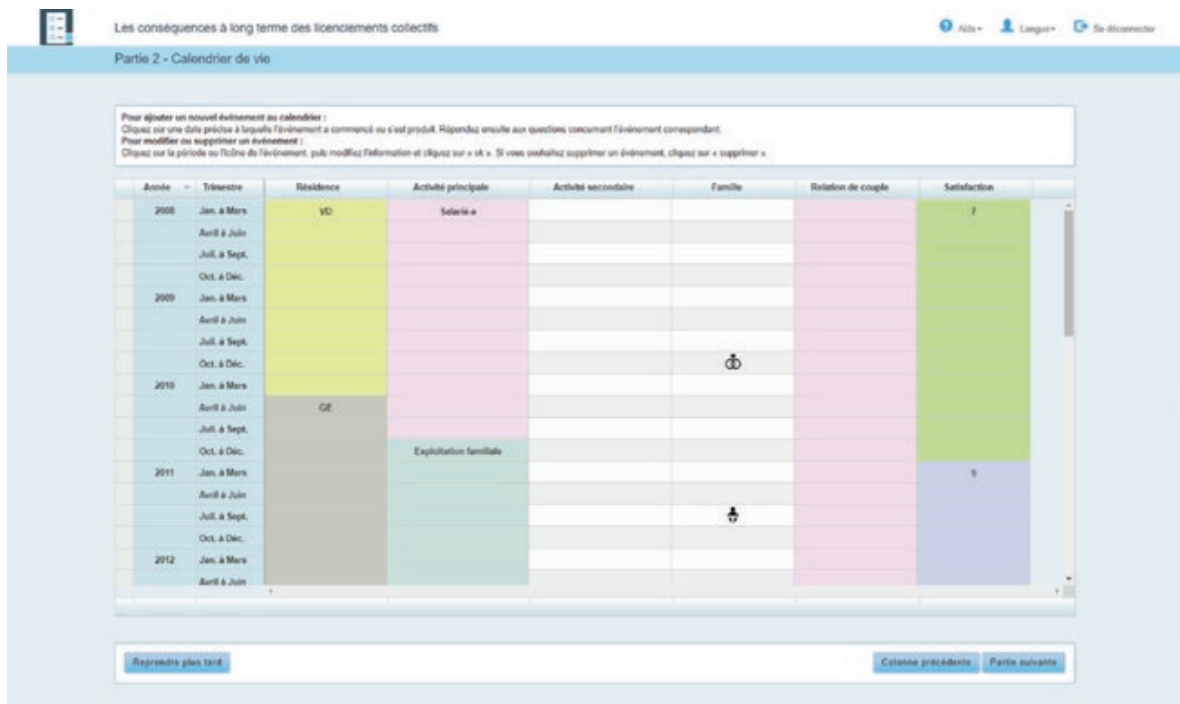 Les conséquences à long terme des licenciements collectifs
Aide
Langue
Se déconnecter
Partie 2 - Calendrier de vie
Pour ajouter un nouvel événement au calendrier :
Cliquez sur une date précise à laquelle l'événement a commencé ou s'est produit. Répondez ensuite aux questions concernant l'événement correspondant.
Pour modifier ou supprimer un événement :
Cliquez sur la période ou l'icône de l'événement, puis modifiez l'information et cliquez sur « ok ». Si vous souhaitez supprimer un événement, cliquez sur « supprimer ».
Année Trimestre Résidence Activité principale Activité secondaire Famille Relation de couple Satisfaction
2008 Jan. à Mars VD Salarié-e 7
Avril à Juin
Juil. à Sept.
Oct. à Déc.
2009 Jan. à Mars
Avril à Juin
Juil. à Sept.
Oct. à Déc.
2010 Jan. à Mars
Avril à Juin GE
Juil. à Sept.
Oct. à Déc. Exploitation familiale
2011 Jan. à Mars 9
Avril à Juin
Juil. à Sept.
Oct. à Déc.
2012 Jan. à Mars
Avril à Juin
Reprendre plus tard
Colonne précédente
Partie suivante